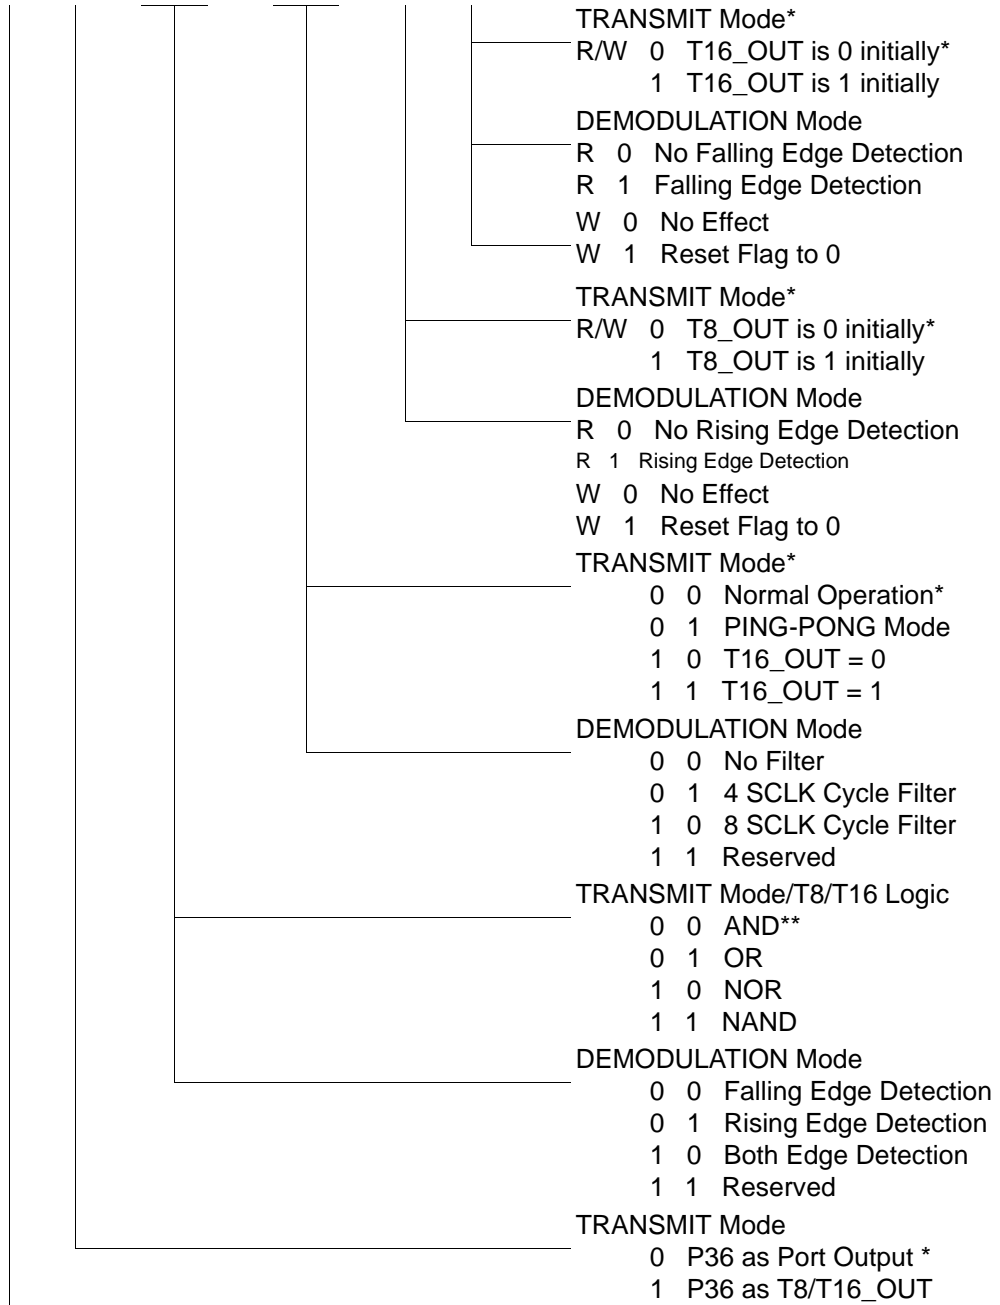 TRANSMIT Mode*
R/W 0 T16_OUT is 0 initially*
1 T16_OUT is 1 initially
DEMODULATION Mode
R 0 No Falling Edge Detection
R 1 Falling Edge Detection
W 0 No Effect
W 1 Reset Flag to 0
TRANSMIT Mode*
R/W 0 T8_OUT is 0 initially*
1 T8_OUT is 1 initially
DEMODULATION Mode
R 0 No Rising Edge Detection
R 1 Rising Edge Detection
W 0 No Effect
W 1 Reset Flag to 0
TRANSMIT Mode*
0 0 Normal Operation*
0 1 PING-PONG Mode
1 0 T16_OUT = 0
1 1 T16_OUT = 1
DEMODULATION Mode
0 0 No Filter
0 1 4 SCLK Cycle Filter
1 0 8 SCLK Cycle Filter
1 1 Reserved
TRANSMIT Mode/T8/T16 Logic
0 0 AND**
0 1 OR
1 0 NOR
1 1 NAND
DEMODULATION Mode
0 0 Falling Edge Detection
0 1 Rising Edge Detection
1 0 Both Edge Detection
1 1 Reserved
TRANSMIT Mode
0 P36 as Port Output *
1 P36 as T8/T16_OUT